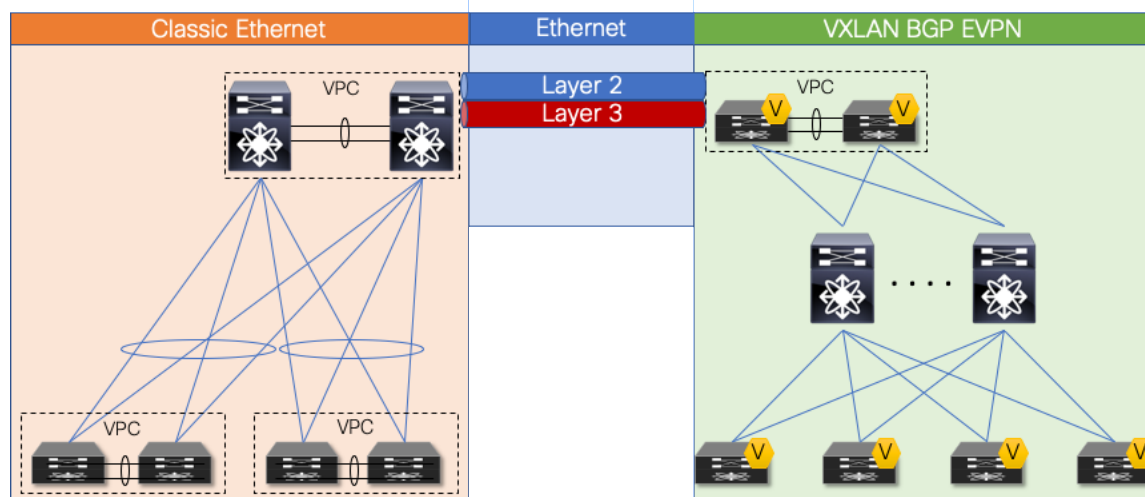 Classic Ethernet
Ethernet
VXLAN BGP EVPN
VPC
Layer 2
Layer 3
VPC
V
V
VPC
VPC
V
V
V
V